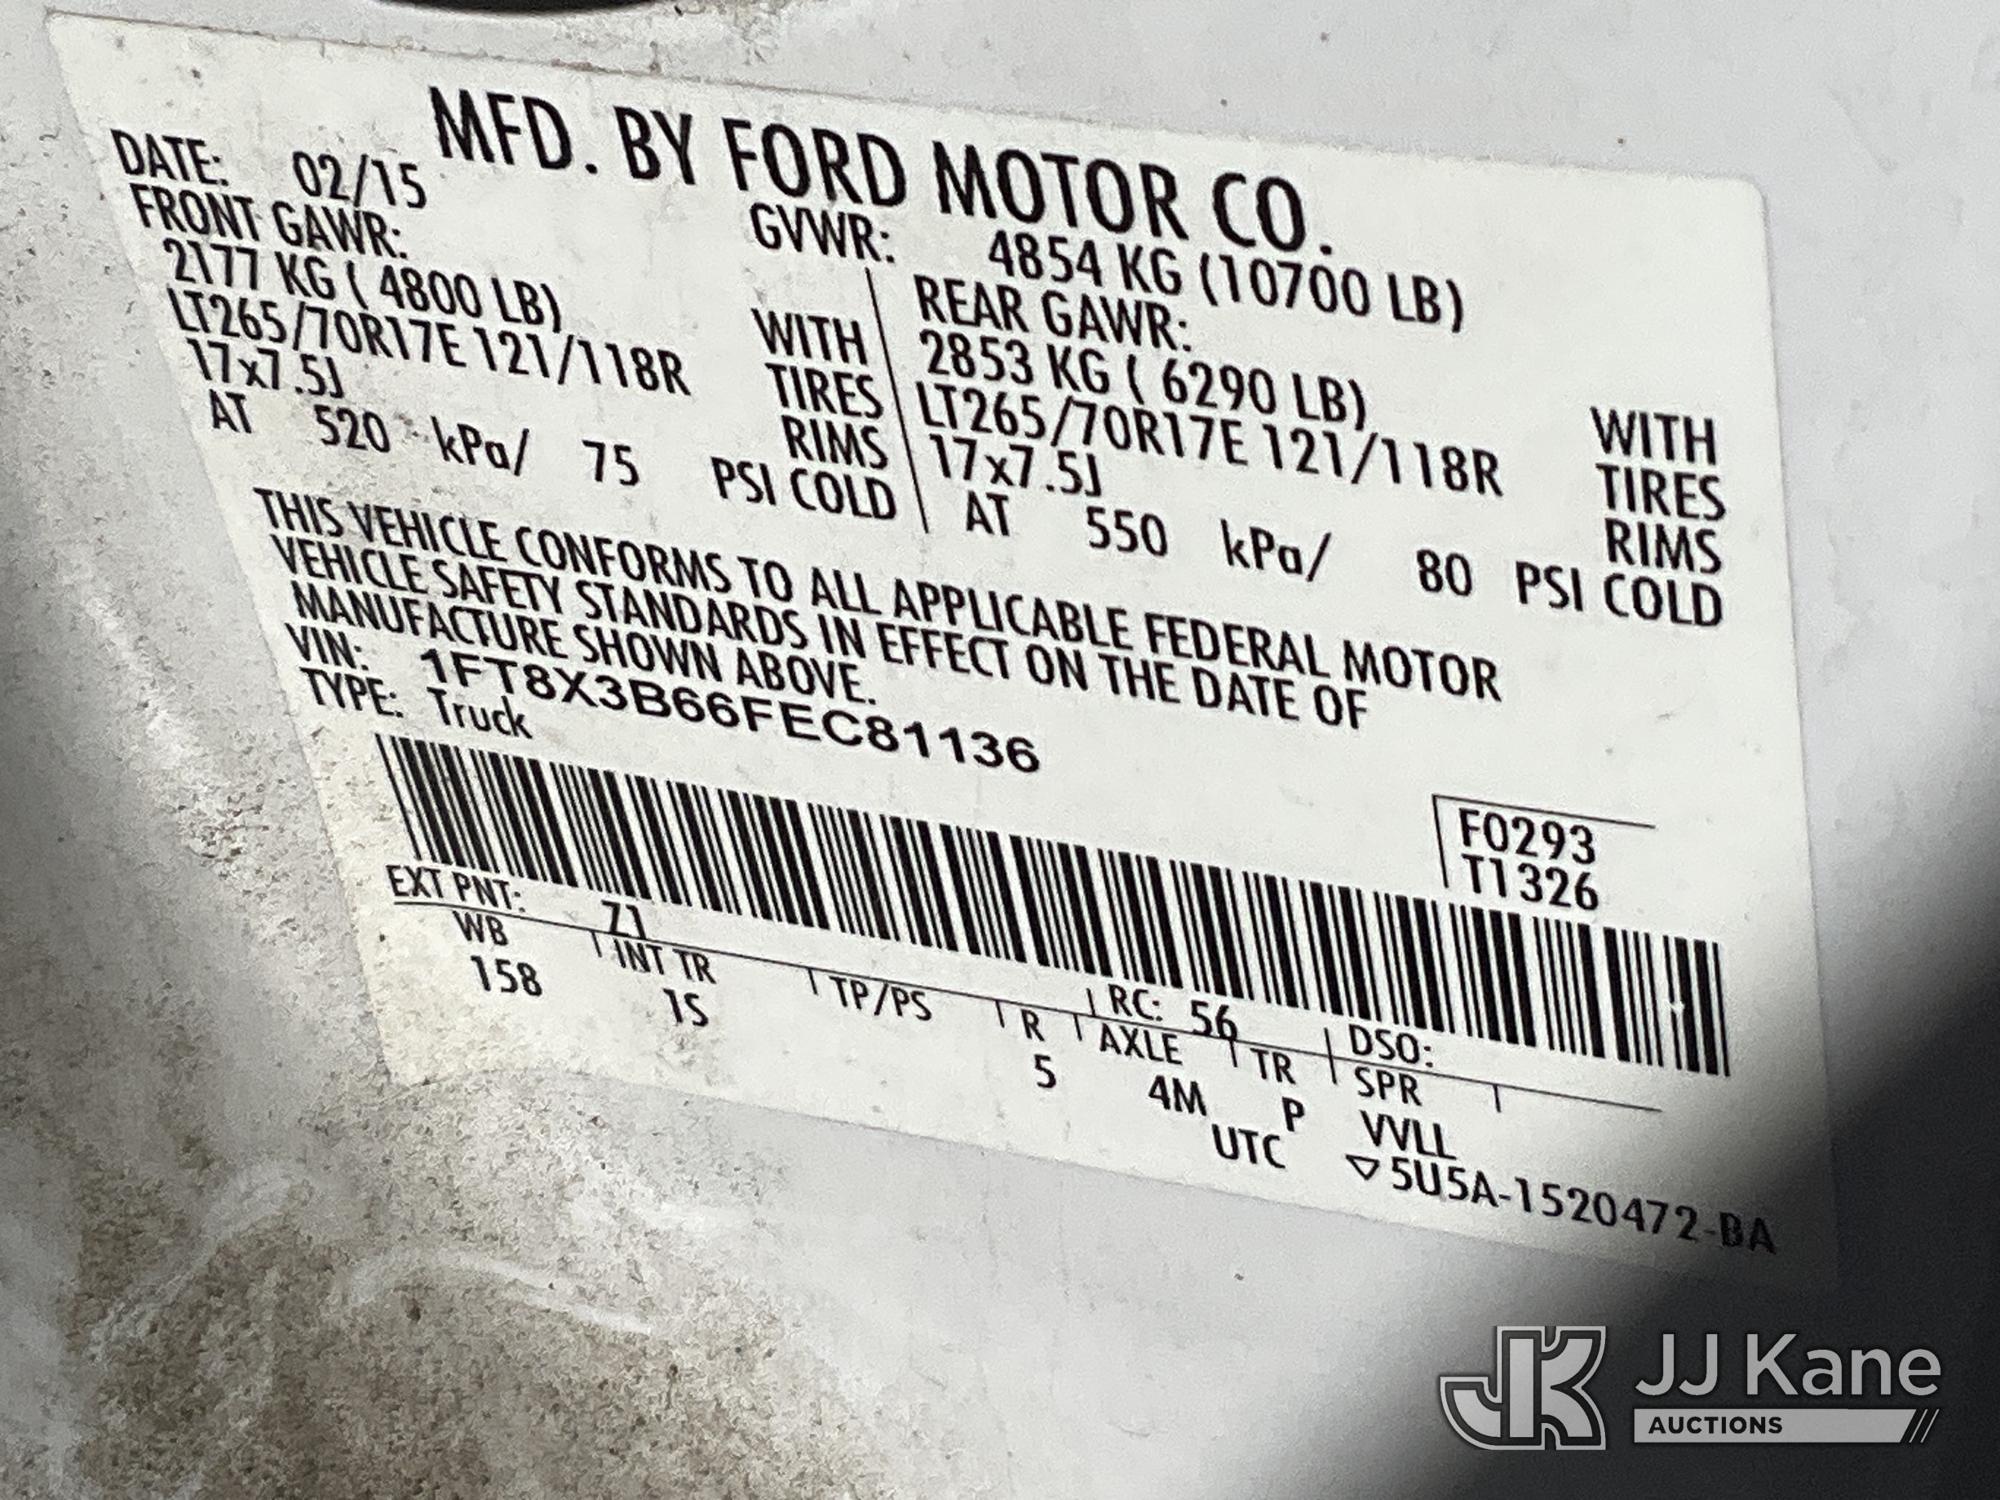 MFD. BY FORD MOTOR CO.
DATE: 02/15 GVWR: 4854 KG (10700 LB)
FRONT GAWR: REAR GAWR:
2177 KG ( 4800 LB) WITH 2853 KG ( 6290 LB) WITH
LT265/70R17E 121/118R TIRES LT265/70R17E 121/118R TIRES
17x7.5J RIMS 17x7.5J RIMS
AT 520 kPa/ 75 PSI COLD AT 550 kPa/ 80 PSI COLD
THIS VEHICLE CONFORMS TO ALL APPLICABLE FEDERAL MOTOR
VEHICLE SAFETY STANDARDS IN EFFECT ON THE DATE OF
MANUFACTURE SHOWN ABOVE.
VIN: 1FT8X3B66FEC81136
TYPE: Truck
F0293
T1326
EXT PNT: Z1 RC: 56 DSO:
WB INT TR TP/PS R AXLE TR SPR
158 1S 5 4M P VVLL
UTC ▽5U5A-1520472-BA
JK JJ Kane
AUCTIONS